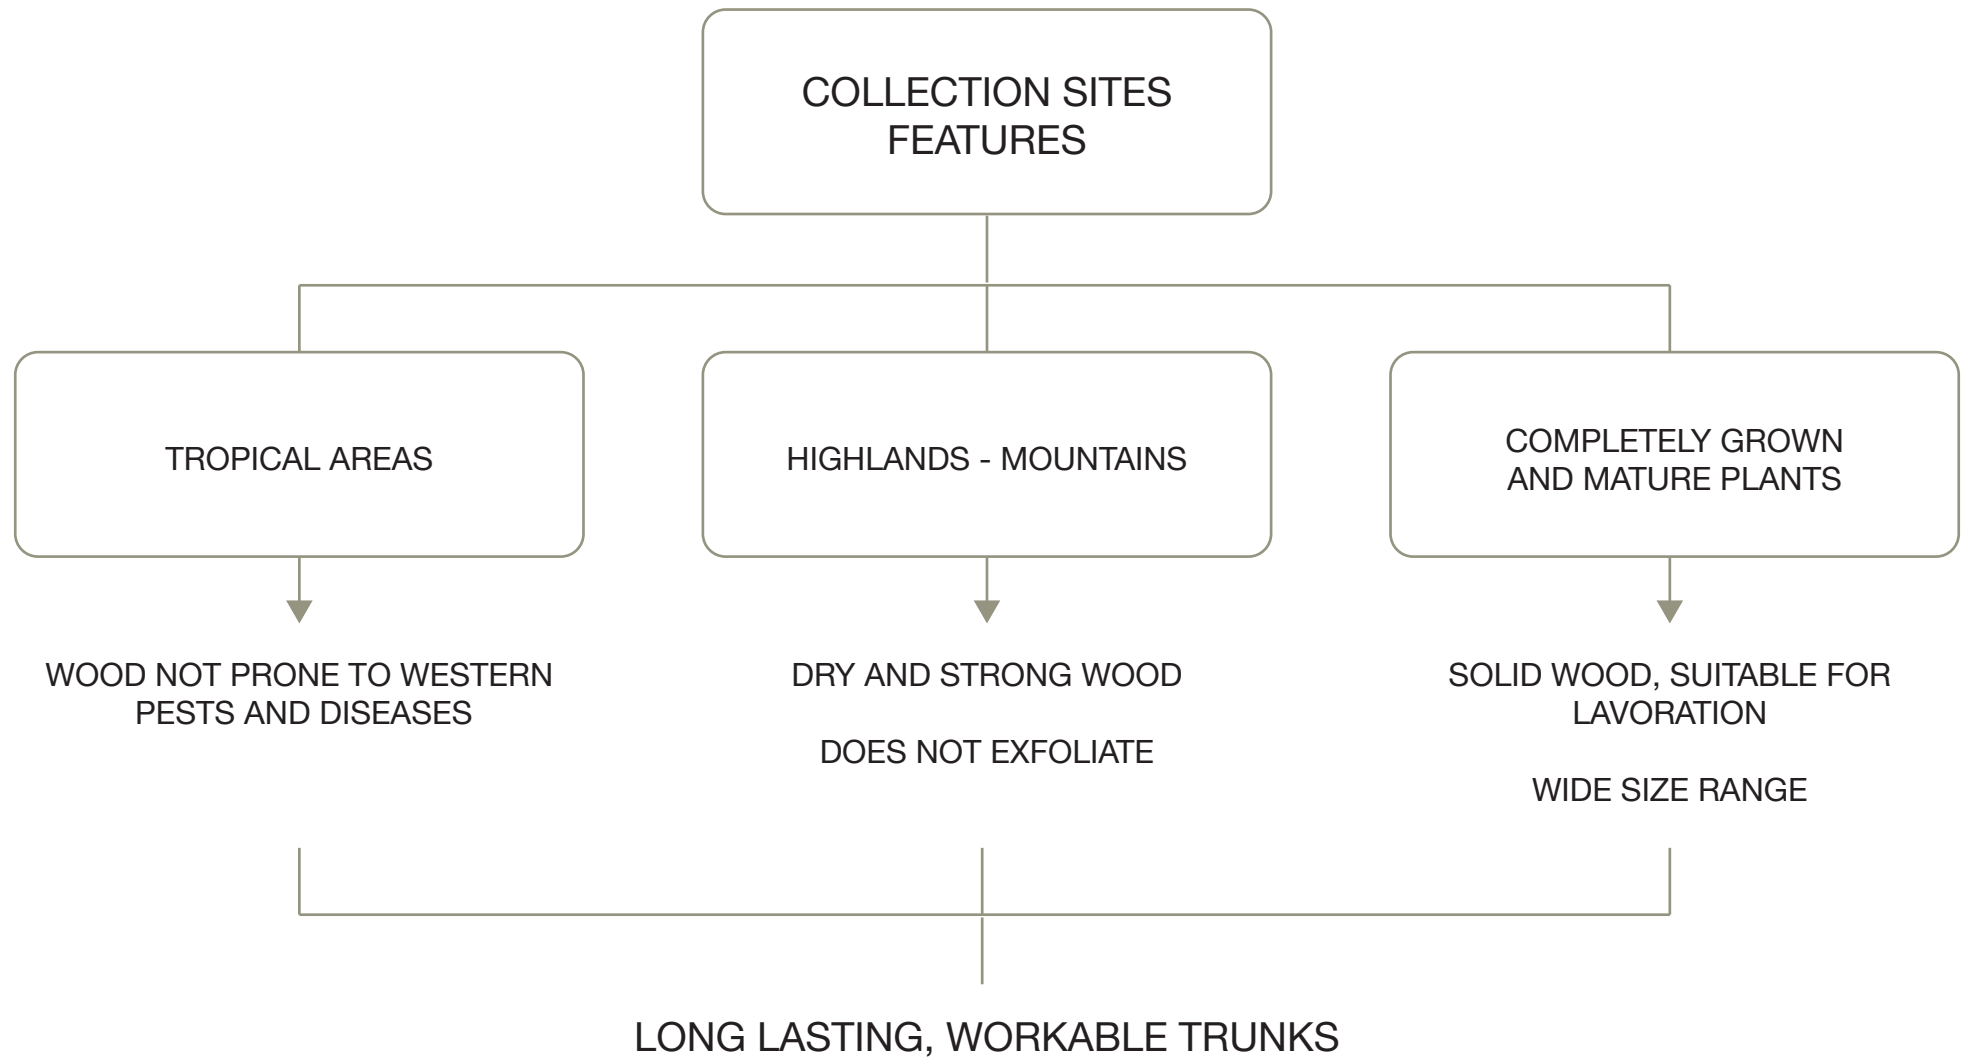 COLLECTION SITES
FEATURES
TROPICAL AREAS
HIGHLANDS - MOUNTAINS
COMPLETELY GROWN
AND MATURE PLANTS
WOOD NOT PRONE TO WESTERN
PESTS AND DISEASES
DRY AND STRONG WOOD
DOES NOT EXFOLIATE
SOLID WOOD, SUITABLE FOR
LAVORATION
WIDE SIZE RANGE
LONG LASTING, WORKABLE TRUNKS